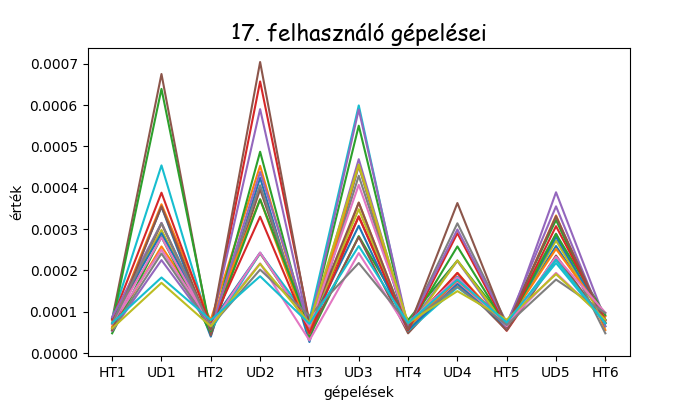 17. felhasználó gépelései
érték
0.0007
0.0006
0.0005
0.0004
0.0003
0.0002
0.0001
0.0000
HT1 UD1 HT2 UD2 HT3 UD3 HT4 UD4 HT5 UD5 HT6
gépelések